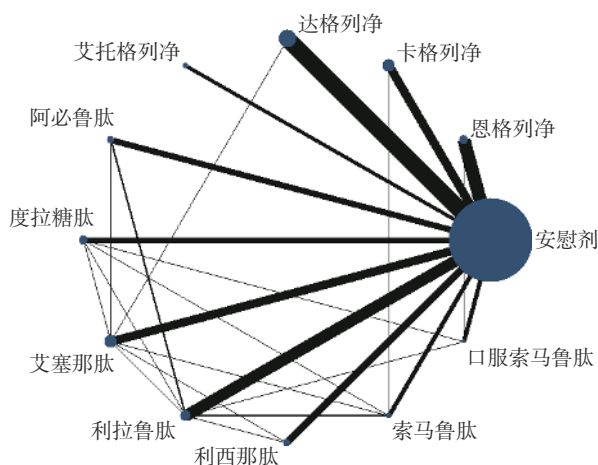 达格列净
艾托格列净
卡格列净
阿必鲁肽
恩格列净
度拉糖肽
安慰剂
艾塞那肽
口服索马鲁肽
利拉鲁肽
索马鲁肽
利西那肽